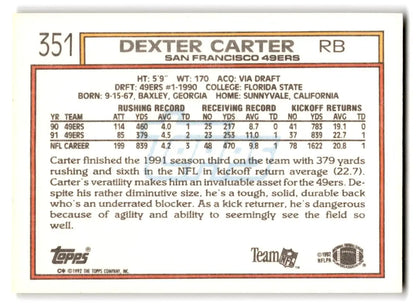 351 DEXTER CARTER RB
SAN FRANCISCO 49ERS
HT: 5'9" WT: 170 ACQ: VIA DRAFT
DRFT: 49ERS #1-1990 COLLEGE: FLORIDA STATE
BORN: 9-15-67, BAXLEY, GEORGIA HOME: SUNNYVALE, CALIFORNIA
RUSHING RECORD RECEIVING RECORD KICKOFF RETURNS
YR TEAM ATT YDS AVG TD REC YDS AVG TD NO YDS AVG TD
90 49ERS 114 460 4.0 1 25 217 8.7 0 41 783 19.1 0
91 49ERS 85 379 4.5 2 23 253 11.0 1 37 839 22.7 1
NFL CAREER 199 839 4.2 3 48 470 9.8 1 78 1622 20.8 1
Carter finished the 1991 season third on the team with 379 yards
rushing and sixth in the NFL in kickoff return average (22.7).
Carter's veratility makes him an invaluable asset for the 49ers. De-
spite his rather diminutive size, he's a tough, solid, durable back
who's an underrated blocker. As a kick returner, he's dangerous
because of agility and ability to seemingly see the field so
well.
Topps Team NFL ©1992 NFLPA
©1992 THE TOPPS COMPANY, INC.